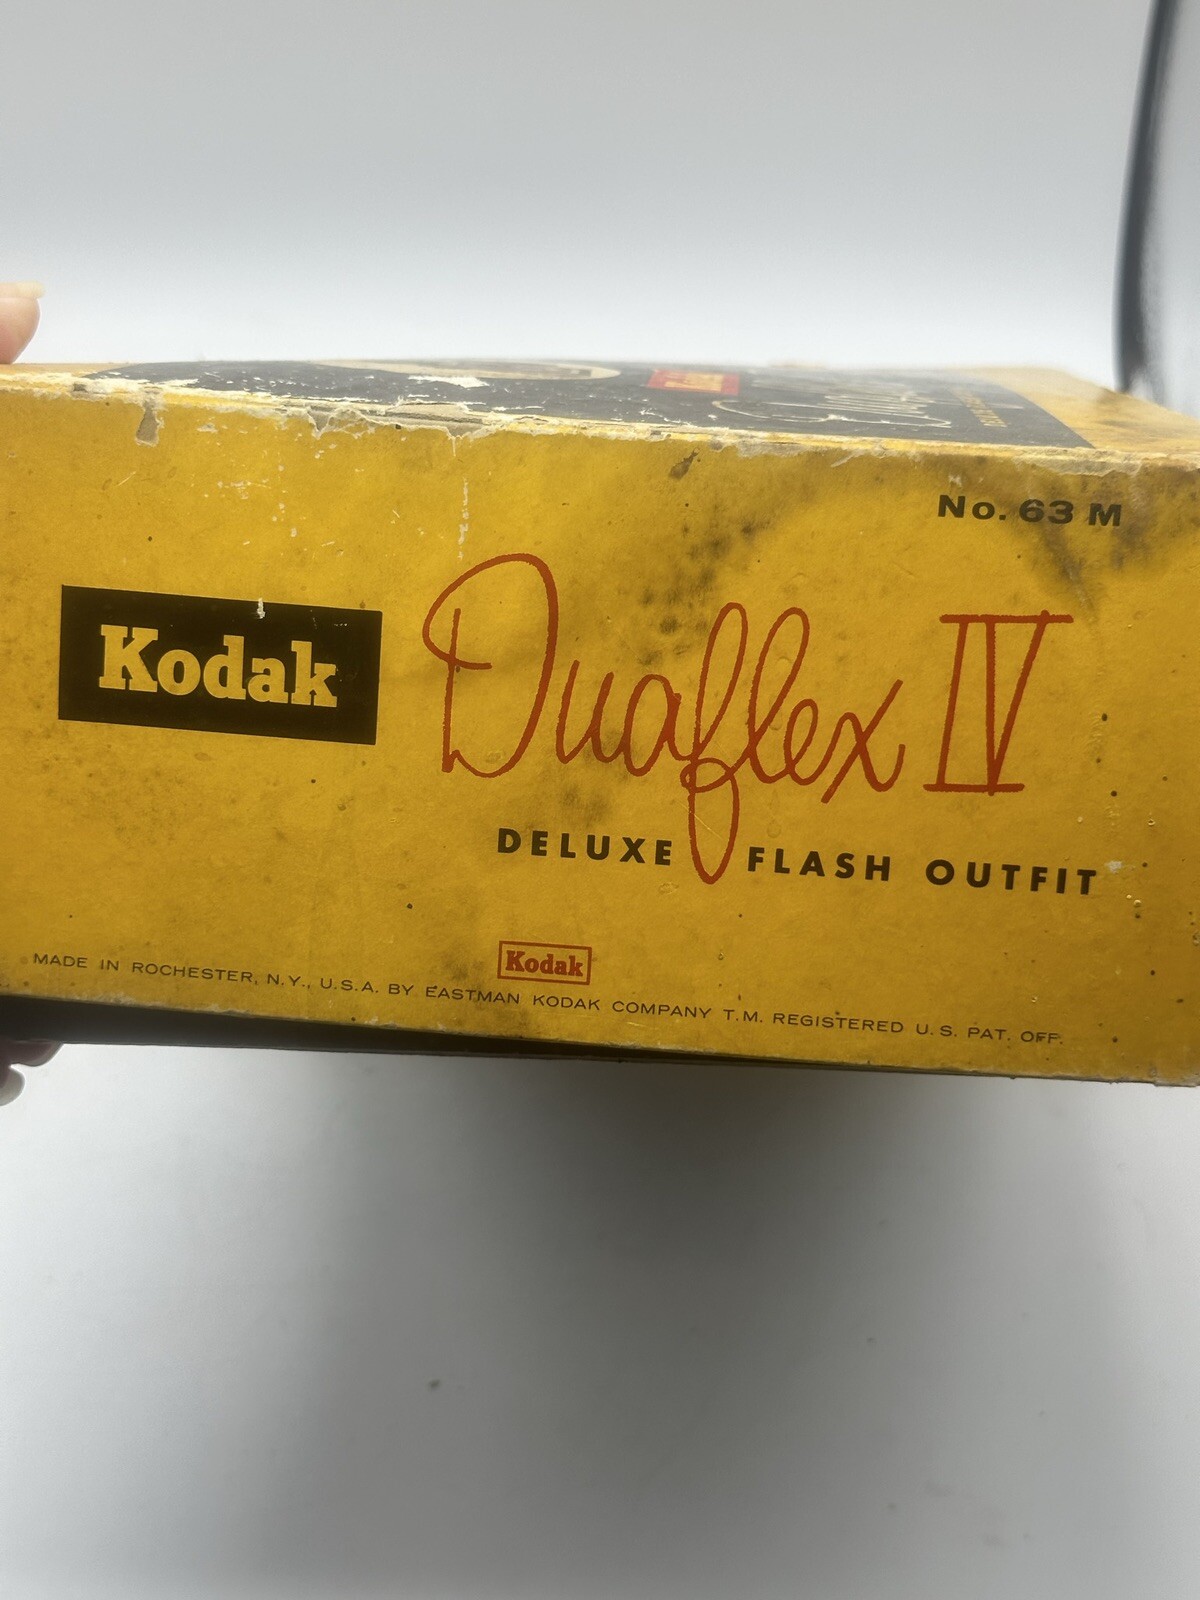 No. 63 M
Kodak
Duaflex IV
DELUXE FLASH OUTFIT
Kodak
MADE IN ROCHESTER, N.Y., U.S.A. BY EASTMAN KODAK COMPANY T.M. REGISTERED U.S. PAT. OFF.